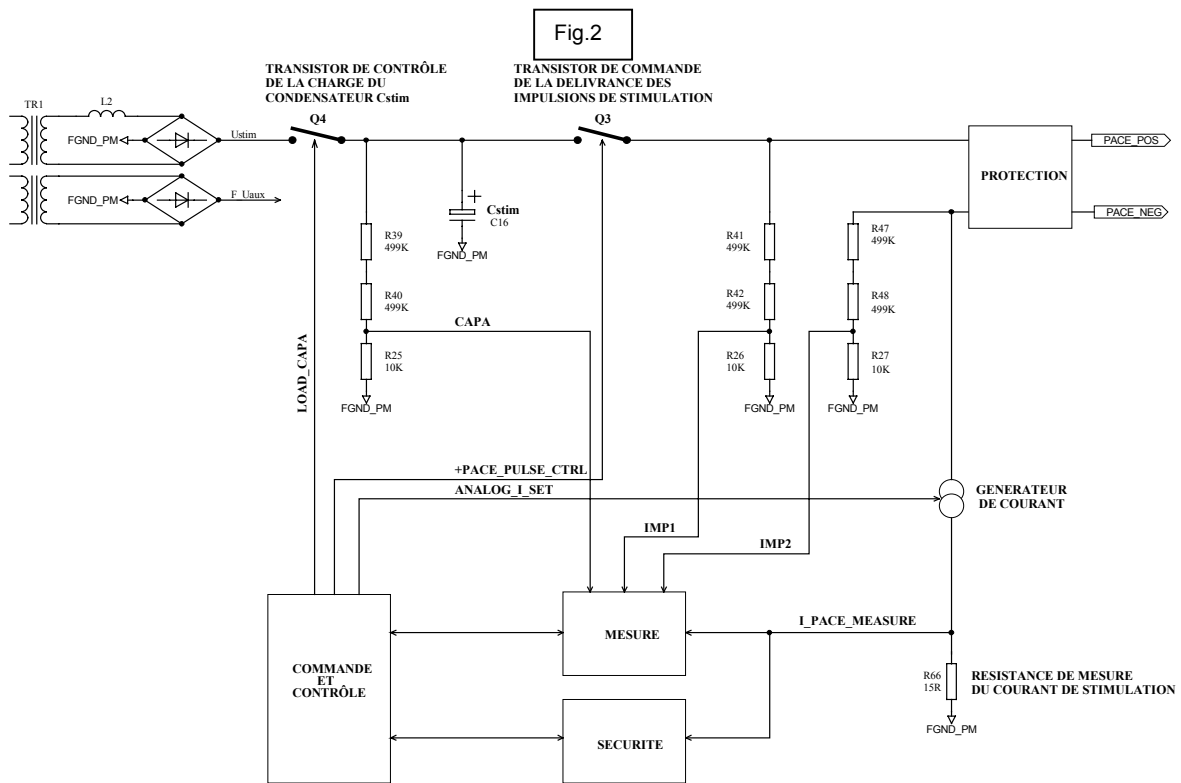 Fig.2
TRANSISTOR DE CONTRÔLE
DE LA CHARGE DU
CONDENSATEUR Cstim
TRANSISTOR DE COMMANDE
DE LA DELIVRANCE DES
IMPULSIONS DE STIMULATION
TR1
L2
Q4
Q3
FGND_PM
Ustim
PACE_POS
PROTECTION
FGND_PM
F_Uaux
PACE_NEG
+
Cstim
C16
FGND_PM
R39
499K
R41
499K
R47
499K
R40
499K
R42
499K
R48
499K
CAPA
R25
10K
R26
10K
R27
10K
FGND_PM
FGND_PM
FGND_PM
LOAD_CAPA
+PACE_PULSE_CTRL
ANALOG_I_SET
GENERATEUR
DE COURANT
IMP1
IMP2
MESURE
I_PACE_MEASURE
COMMANDE
ET
CONTRÔLE
R66
15R
RESISTANCE DE MESURE
DU COURANT DE STIMULATION
FGND_PM
SECURITE